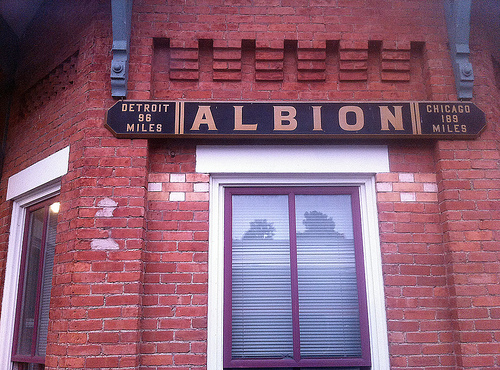 DETROIT
96
MILES
ALBION
CHICAGO
189
MILES